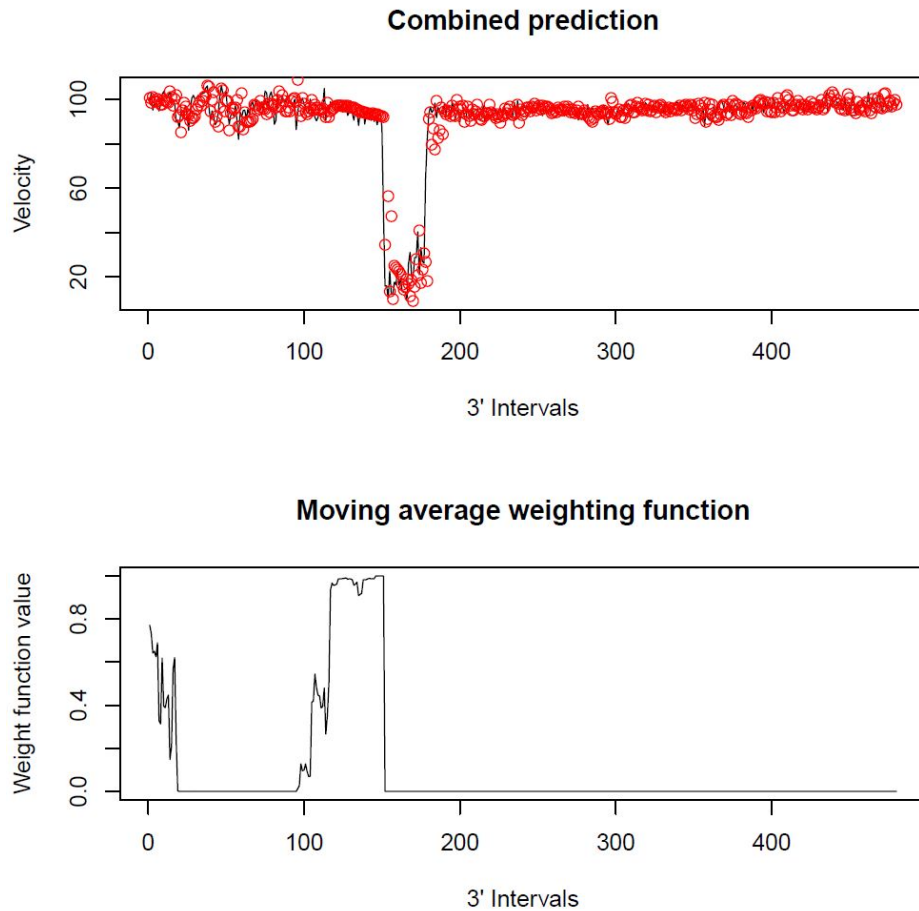 Combined prediction
Velocity
100
60
20
0 100 200 300 400
3' Intervals
Moving average weighting function
Weight function value
0.8
0.4
0.0
0 100 200 300 400
3' Intervals